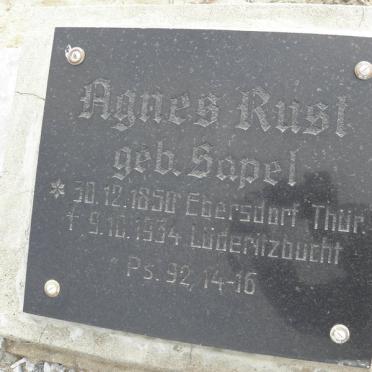 Agnes Rust
geb. Sapel
* 30.12.1850 Ebersdorf Thür.
† 9.10.1934 Lüderitzbucht
Ps. 92, 14-16